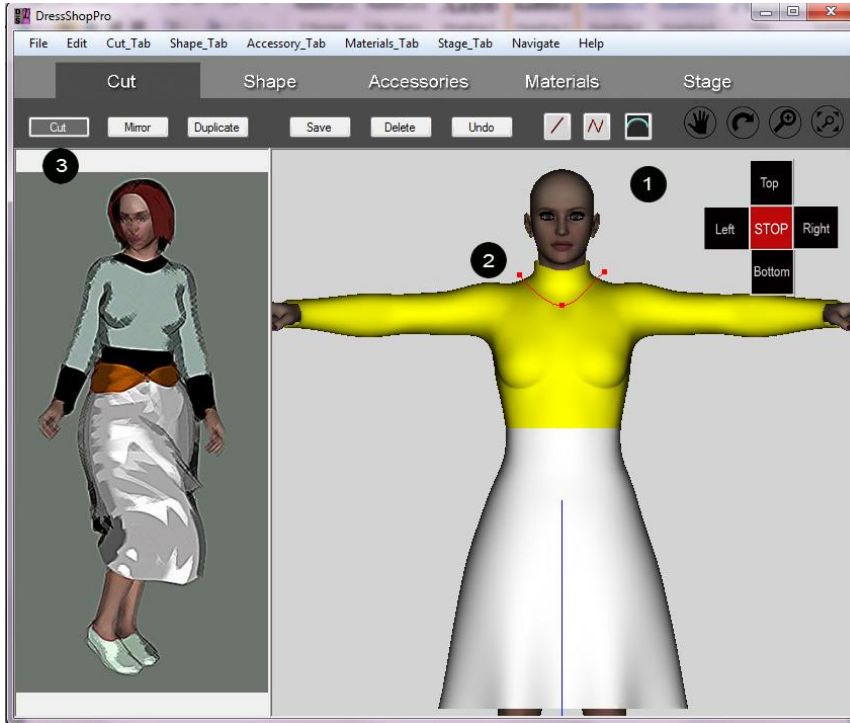 DressShopPro
File Edit Cut_Tab Shape_Tab Accessory_Tab Materials_Tab Stage_Tab Navigate Help
Cut Shape Accessories Materials Stage
Cut Mirror Duplicate Save Delete Undo
3
1
2
Top
Left STOP Right
Bottom